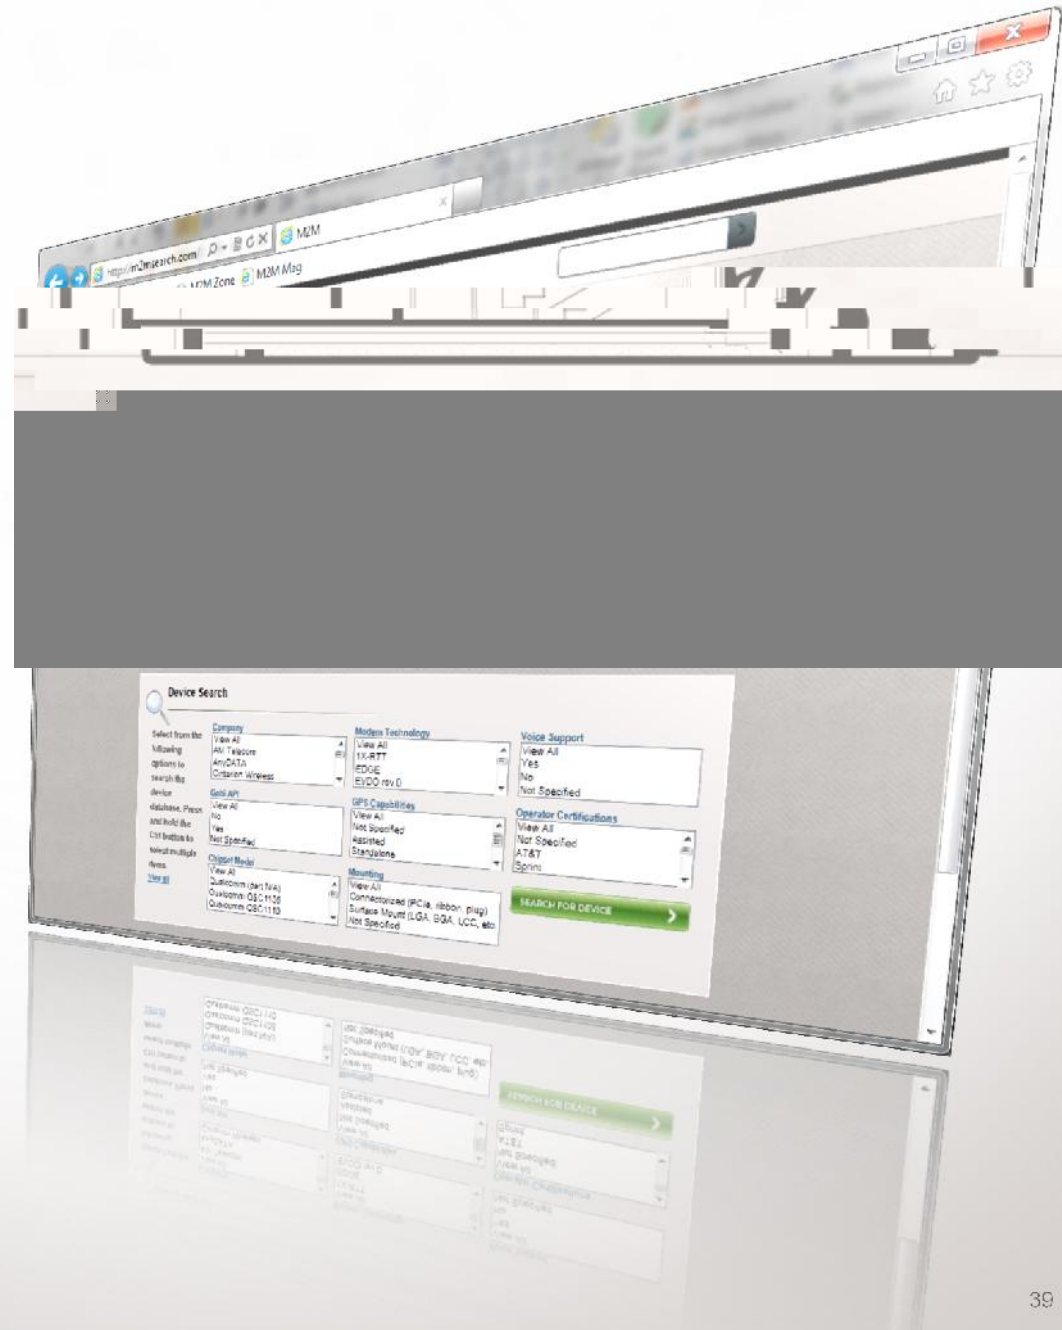 http://m2msearch.com
M2M
M2M Zone
M2M Mag
Device Search
Select from the
following
options to
search the
device
database. Press
and hold the
Ctrl button to
select multiple
items.
View all
Company
View All
AM Telecom
AnyDATA
Cinterion Wireless
Gobi API
View All
No
Yes
Not Specified
Chipset Model
View All
Qualcomm (part N/A)
Modem Technology
View All
1X-RTT
EDGE
EVDO rev 0
GPS Capabilities
View All
Not Specified
Assisted
Standalone
Mounting
View All
Connectorized (PCIe, ribbon, plug)
Surface Mount (LGA, BGA, LCC, etc
Not Specified
Voice Support
View All
Yes
No
Not Specified
Operator Certifications
View All
Not Specified
AT&T
Sprint
SEARCH FOR DEVICE
39